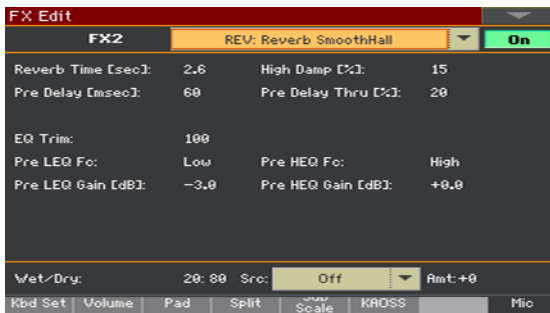 FX Edit
FX2 REV: Reverb SmoothHall On
Reverb Time [sec]: 2.6 High Damp [%]: 15
Pre Delay [msec]: 60 Pre Delay Thru [%]: 20
EQ Trim: 100
Pre LEQ Fc: Low Pre HEQ Fc: High
Pre LEQ Gain [dB]: -3.0 Pre HEQ Gain [dB]: +0.0
Wet/Dry: 20:80 Src: Off Amt:+0
Kbd Set Volume Pad Split Sub Scale KAOSS Mic